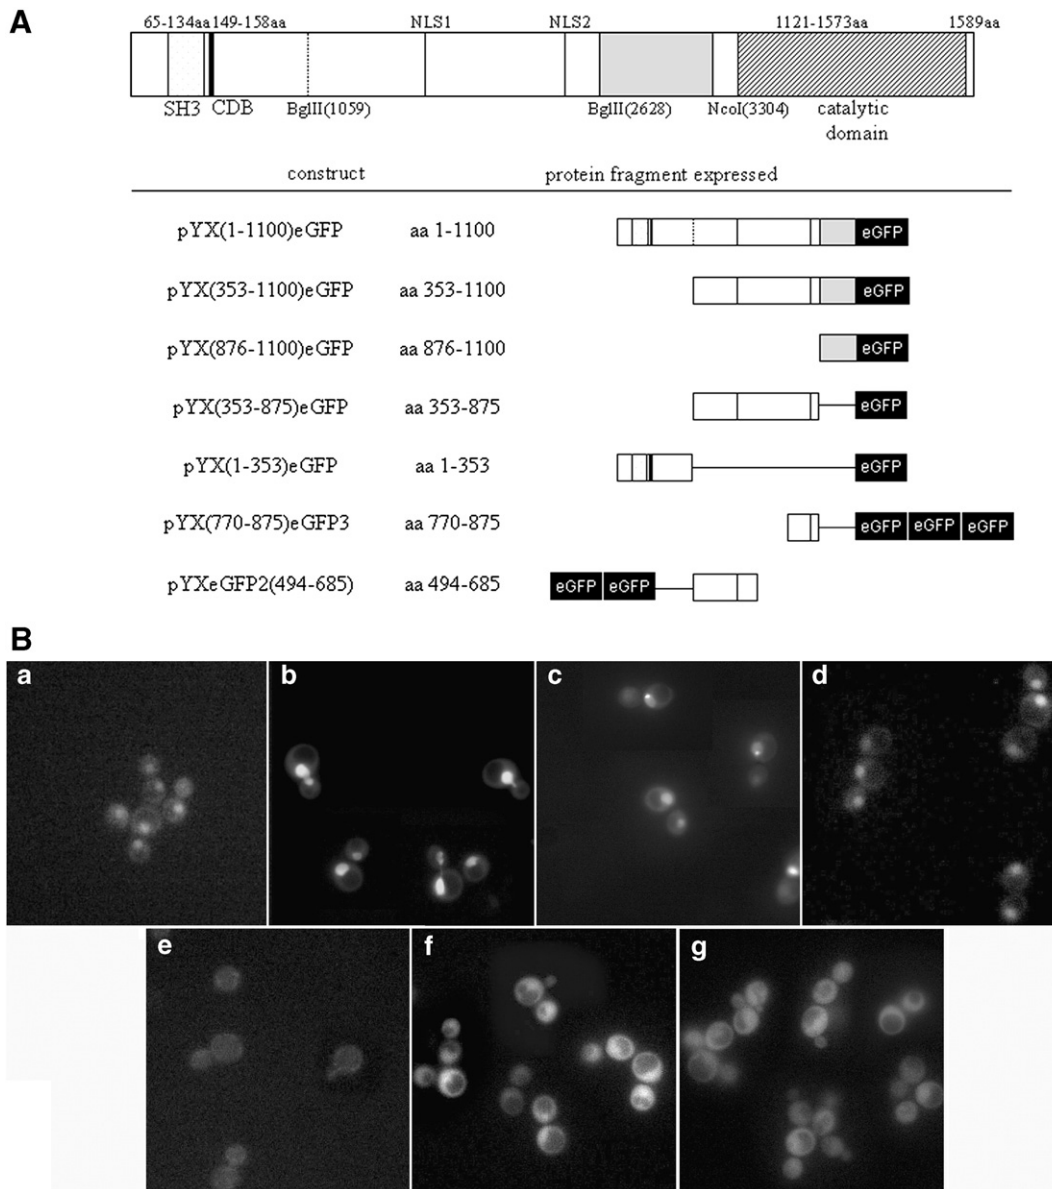 A
65-134aa 149-158aa NLS1 NLS2 1121-1573aa 1589aa
SH3 CDB BglII(1059) BglII(2628) NcoI(3304) catalytic
domain
construct protein fragment expressed
pYX(1-1100)eGFP aa 1-1100 eGFP
pYX(353-1100)eGFP aa 353-1100 eGFP
pYX(876-1100)eGFP aa 876-1100 eGFP
pYX(353-875)eGFP aa 353-875 eGFP
pYX(1-353)eGFP aa 1-353 eGFP
pYX(770-875)eGFP3 aa 770-875 eGFP eGFP eGFP
pYXeGFP2(494-685) aa 494-685 eGFP eGFP
B
a b c d
e f g